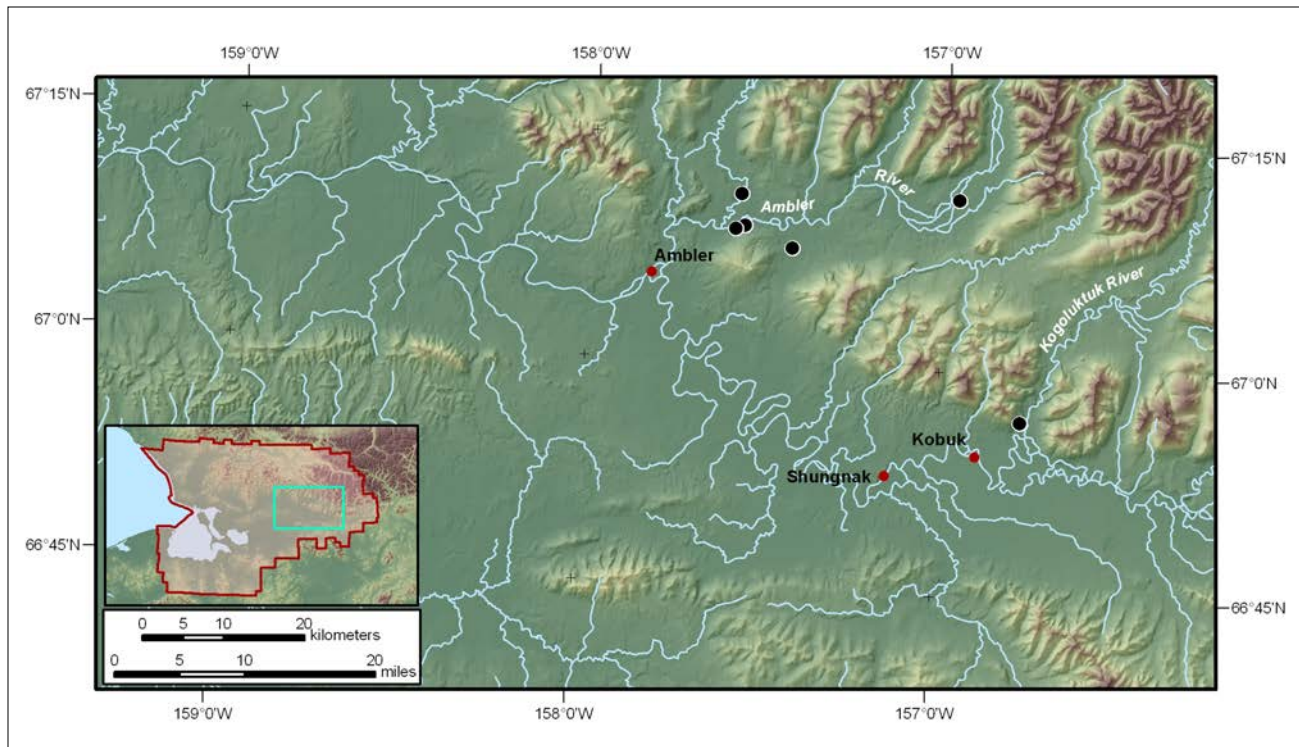 159°0'W 158°0'W 157°0'W
67°15'N
67°15'N
River
Ambler
Ambler
67°0'N
Kogoluktuk River
67°0'N
Kobuk
Shungnak
66°45'N
66°45'N
0 5 10 20
kilometers
0 5 10 20
miles
159°0'W 158°0'W 157°0'W